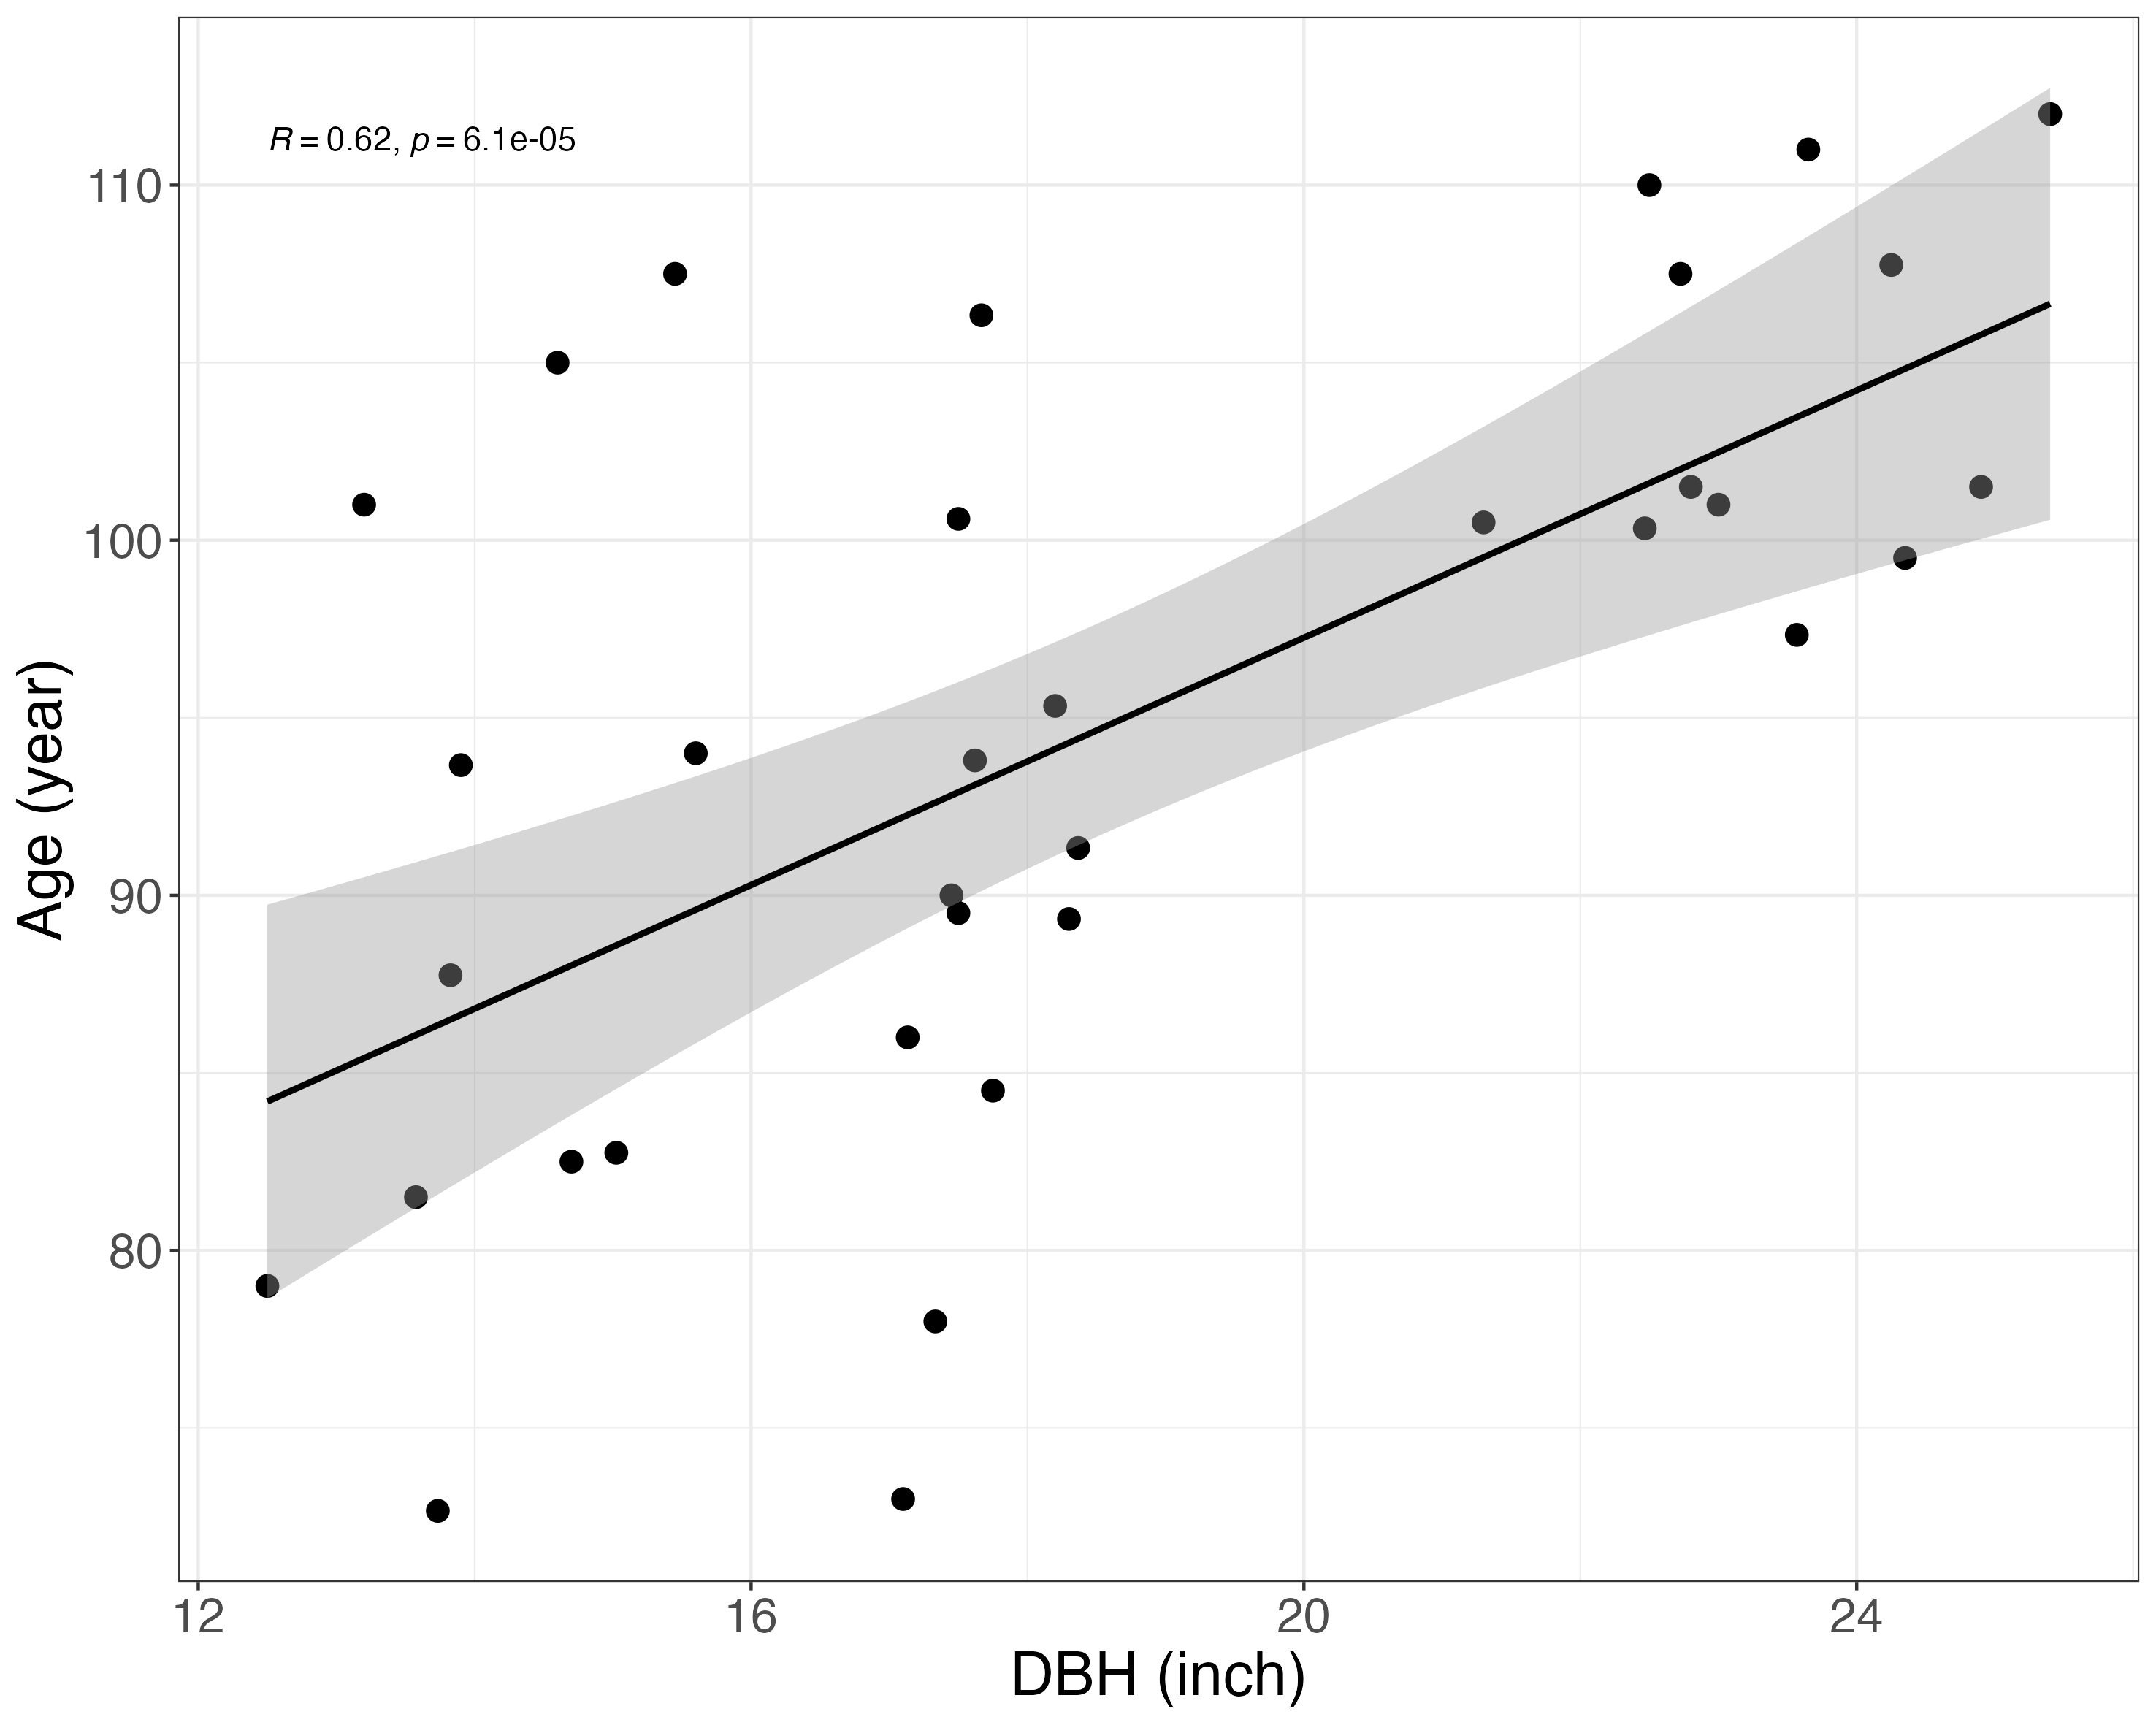 R = 0.62, p = 6.1e-05
110
100
90
80
Age (year)
12 16 20 24
DBH (inch)